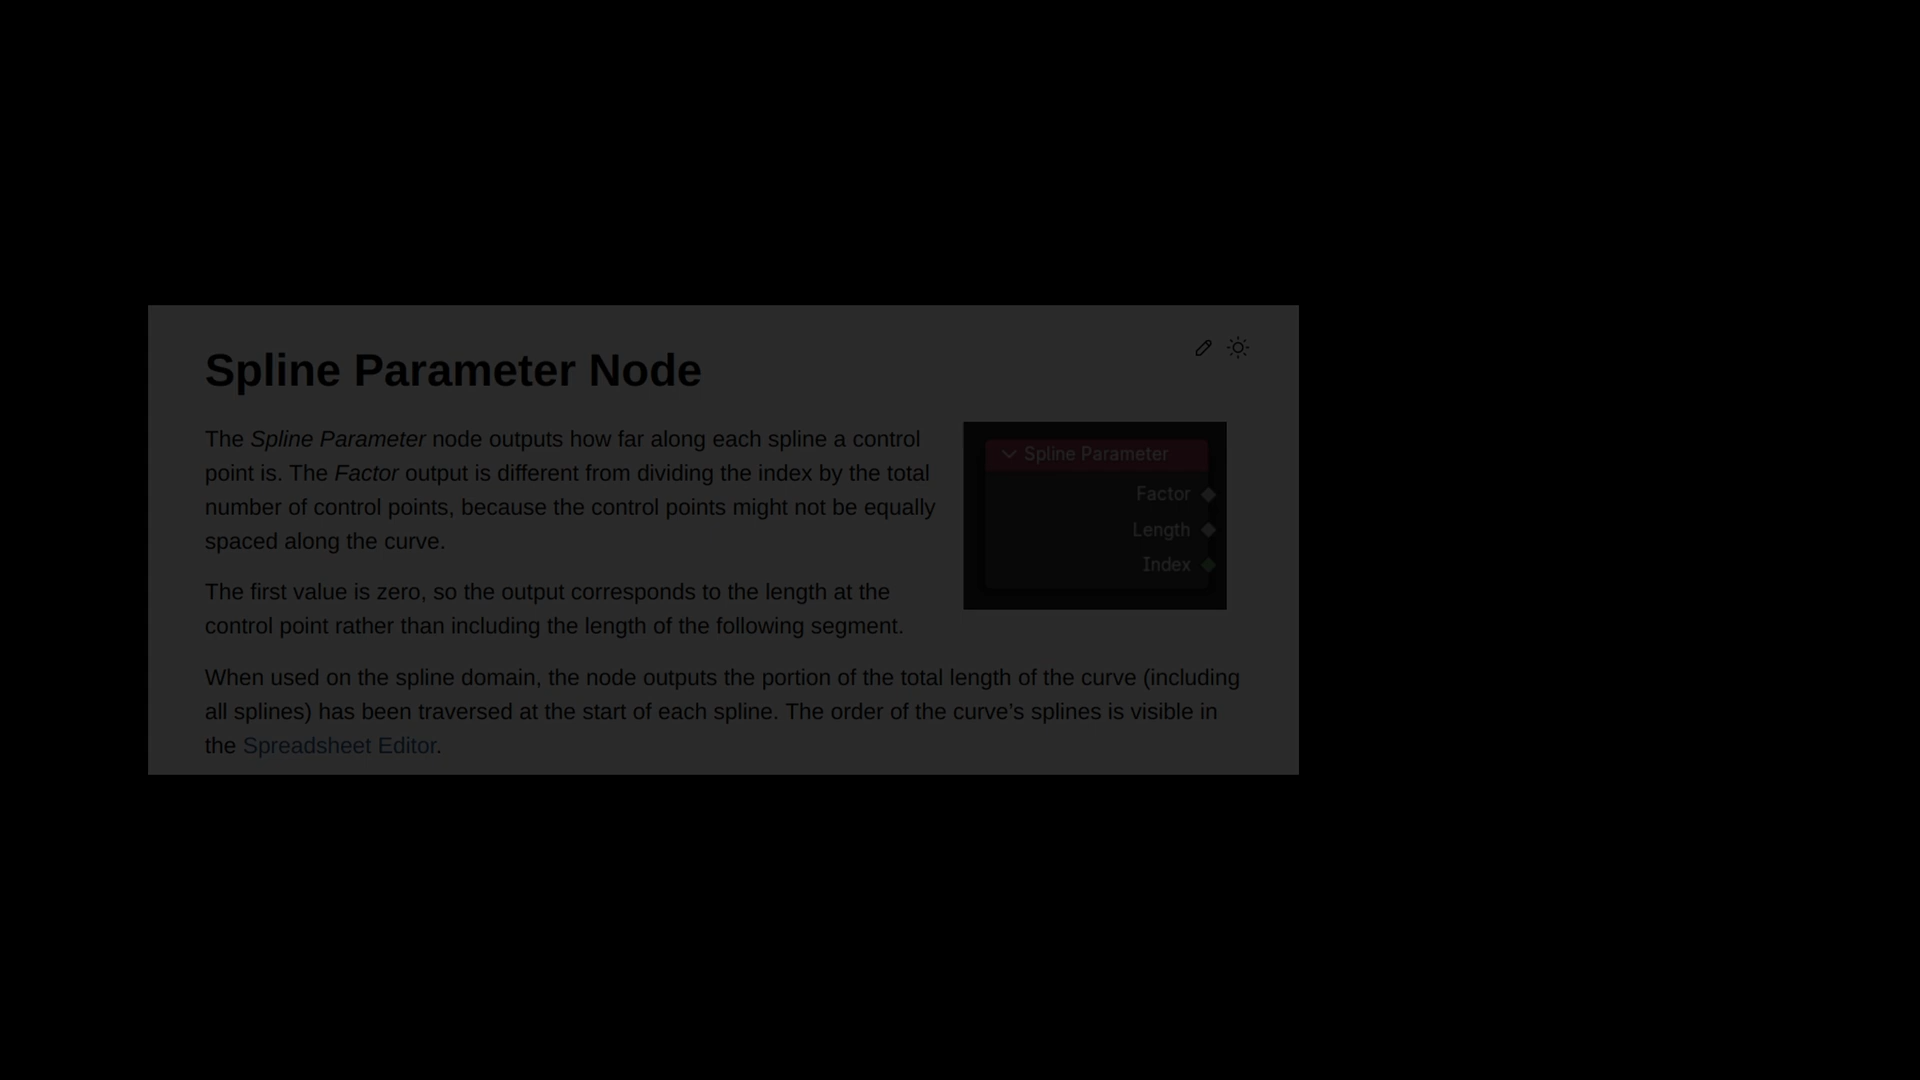 Spline Parameter Node
The Spline Parameter node outputs how far along each spline a control
point is. The Factor output is different from dividing the index by the total
number of control points, because the control points might not be equally
spaced along the curve.
Spline Parameter
Factor
Length
Index
The first value is zero, so the output corresponds to the length at the
control point rather than including the length of the following segment.
When used on the spline domain, the node outputs the portion of the total length of the curve (including
all splines) has been traversed at the start of each spline. The order of the curve’s splines is visible in
the Spreadsheet Editor.